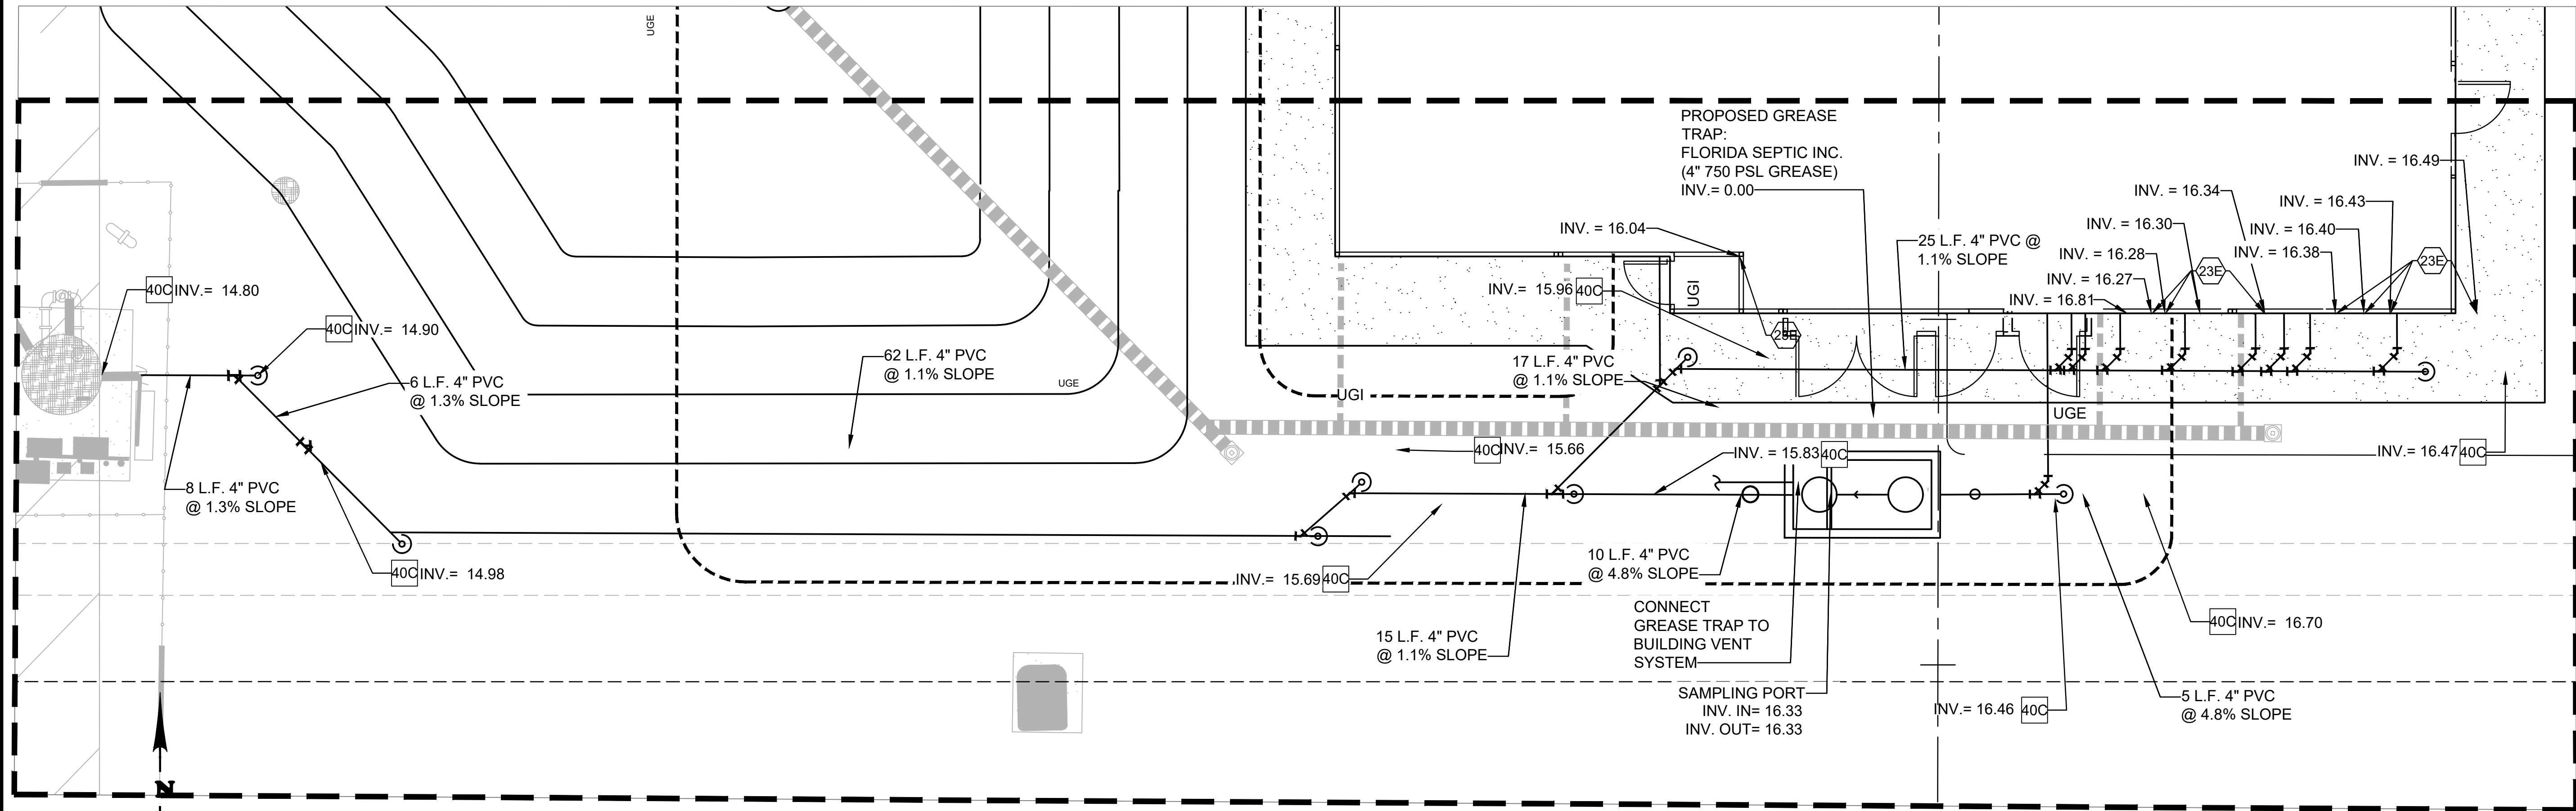 UGE
PROPOSED GREASE
TRAP:
FLORIDA SEPTIC INC.
(4" 750 PSL GREASE)
INV.= 0.00
INV. = 16.49
INV. = 16.34
INV. = 16.43
INV. = 16.30
INV. = 16.40
INV. = 16.04
25 L.F. 4" PVC @
1.1% SLOPE
INV. = 16.28
INV. = 16.38
23E
23E
INV. = 16.27
INV. = 16.81
40C INV.= 14.80
INV.= 15.96 40C
UGI
23E
40C INV.= 14.90
62 L.F. 4" PVC
@ 1.1% SLOPE
17 L.F. 4" PVC
@ 1.1% SLOPE
6 L.F. 4" PVC
@ 1.3% SLOPE
UGE
UGI
UGE
40C INV.= 15.66
INV. = 15.83 40C
INV.= 16.47 40C
8 L.F. 4" PVC
@ 1.3% SLOPE
40C INV.= 14.98
INV.= 15.69 40C
10 L.F. 4" PVC
@ 4.8% SLOPE
CONNECT
GREASE TRAP TO
BUILDING VENT
SYSTEM
40C INV.= 16.70
15 L.F. 4" PVC
@ 1.1% SLOPE
SAMPLING PORT
INV. IN= 16.33
INV. OUT= 16.33
INV.= 16.46 40C
5 L.F. 4" PVC
@ 4.8% SLOPE
N